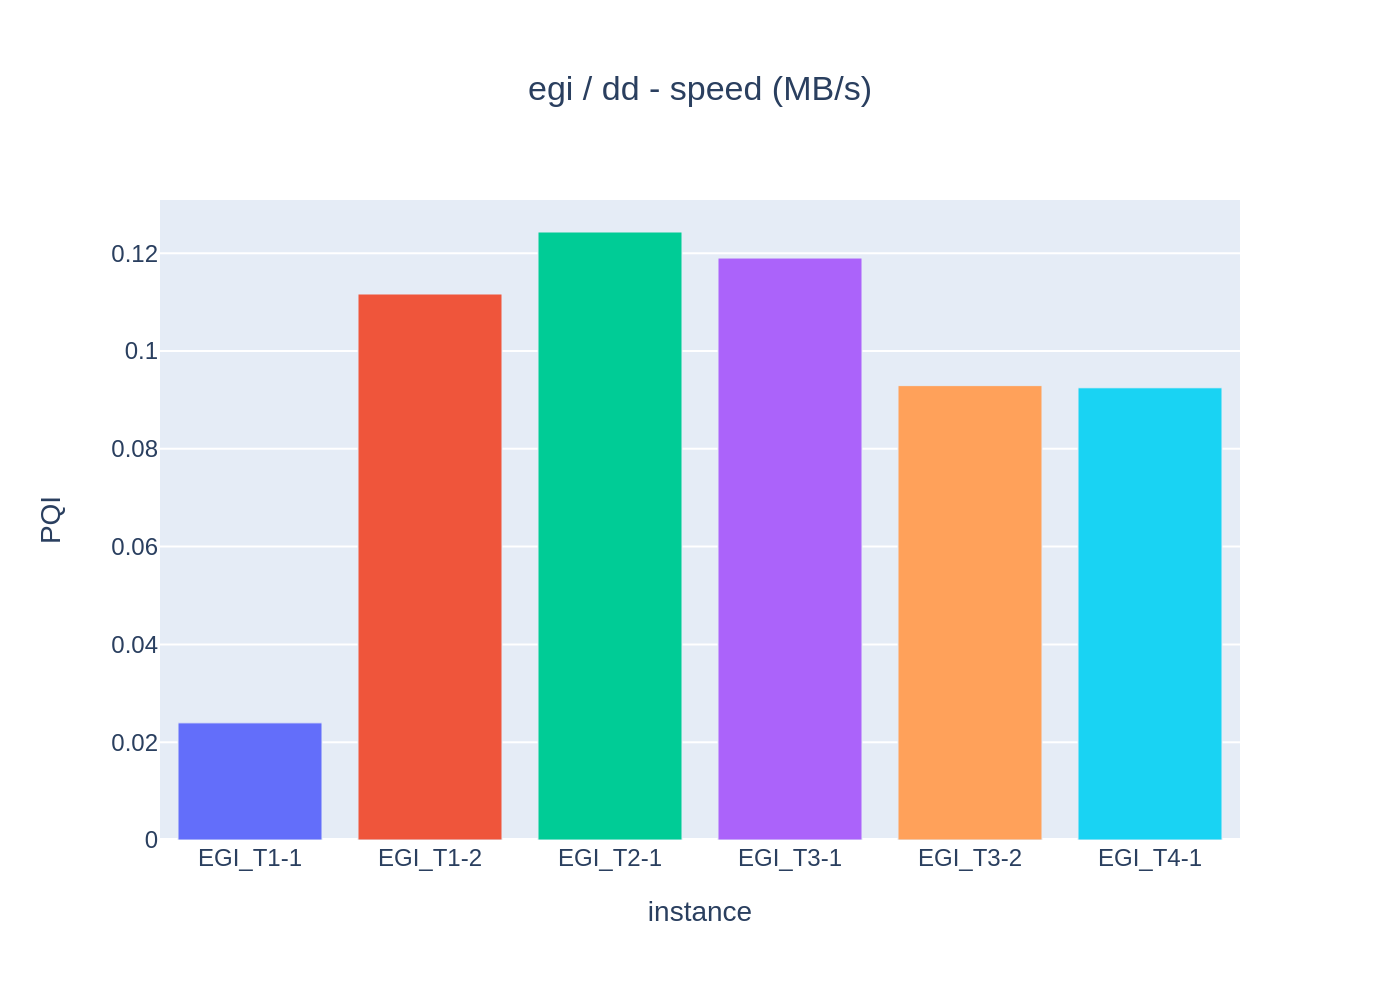 egi / dd - speed (MB/s)
0.12
0.1
0.08
0.06
0.04
0.02
0
PQI
EGI_T1-1 EGI_T1-2 EGI_T2-1 EGI_T3-1 EGI_T3-2 EGI_T4-1
instance